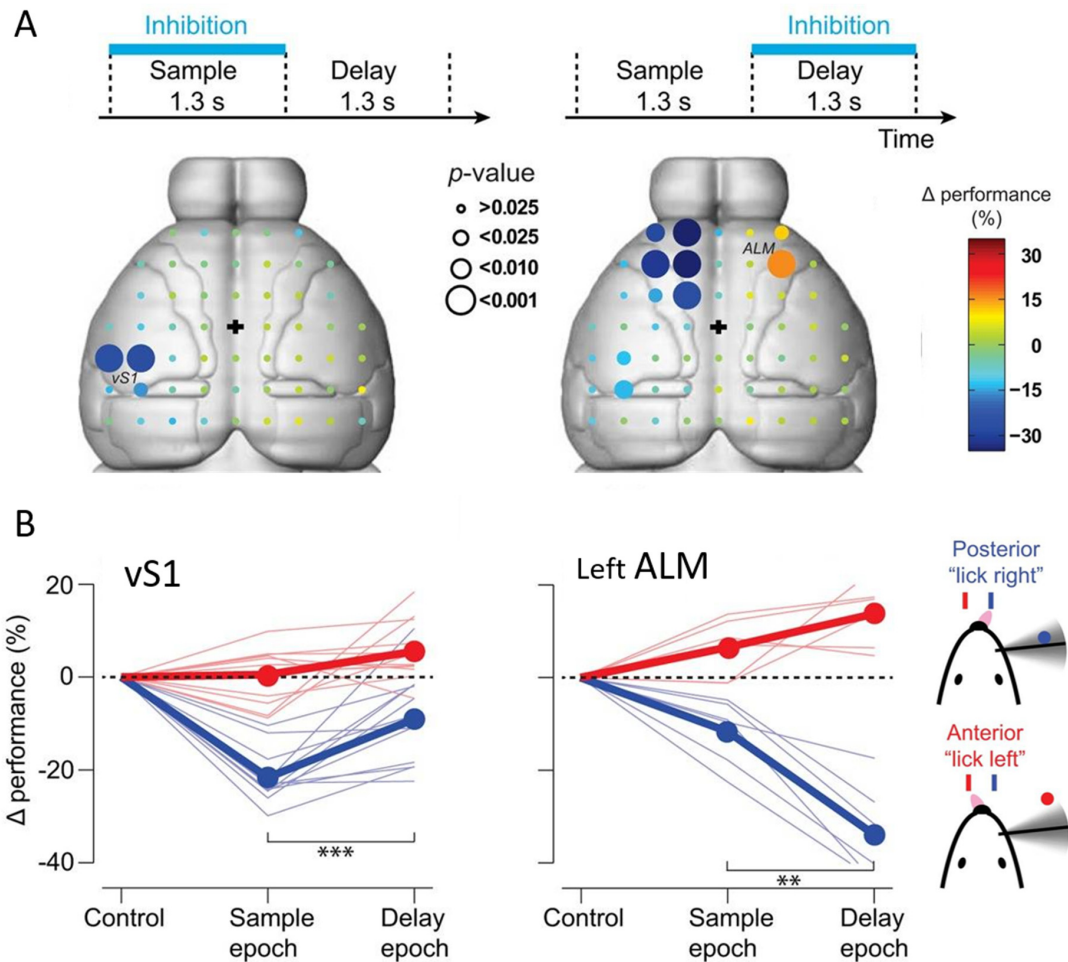 A
Inhibition
Sample
1.3 s
Delay
1.3 s
Inhibition
Sample
1.3 s
Delay
1.3 s
Time
p-value
>0.025
<0.025
<0.010
<0.001
vS1
ALM
Δ performance
(%)
30
15
0
−15
−30
B
vS1
Left ALM
Δ performance (%)
20
0
-20
-40
***
**
Control
Sample
epoch
Delay
epoch
Control
Sample
epoch
Delay
epoch
Posterior
“lick right”
Anterior
“lick left”